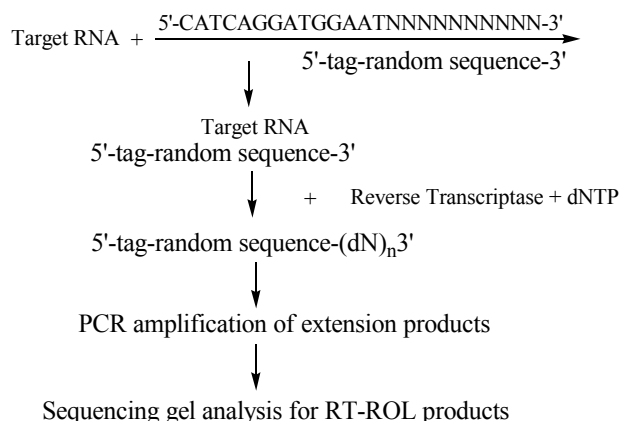 5'-CATCAGGATGGAATNNNNNNNNNN-3'
Target RNA +
5'-tag-random sequence-3'
Target RNA
5'-tag-random sequence-3'
+ Reverse Transcriptase + dNTP
5'-tag-random sequence-(dN)n3'
PCR amplification of extension products
Sequencing gel analysis for RT-ROL products